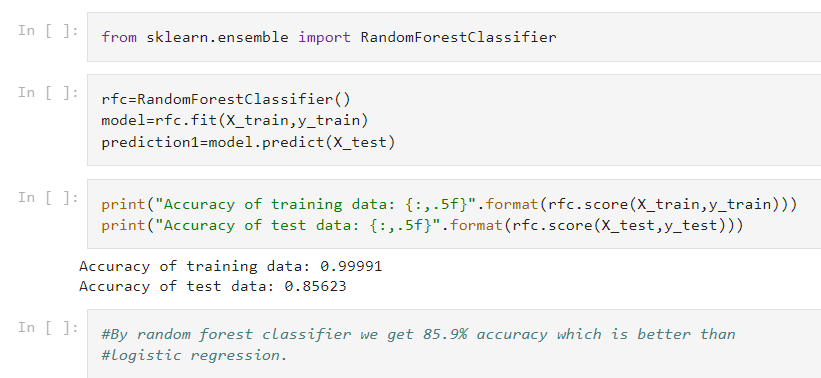 In [ ]: from sklearn.ensemble import RandomForestClassifier
In [ ]: rfc=RandomForestClassifier()
model=rfc.fit(X_train,y_train)
prediction1=model.predict(X_test)
In [ ]: print("Accuracy of training data: {:,.5f}".format(rfc.score(X_train,y_train)))
print("Accuracy of test data: {:,.5f}".format(rfc.score(X_test,y_test)))
Accuracy of training data: 0.99991
Accuracy of test data: 0.85623
In [ ]: #By random forest classifier we get 85.9% accuracy which is better than
#logistic regression.